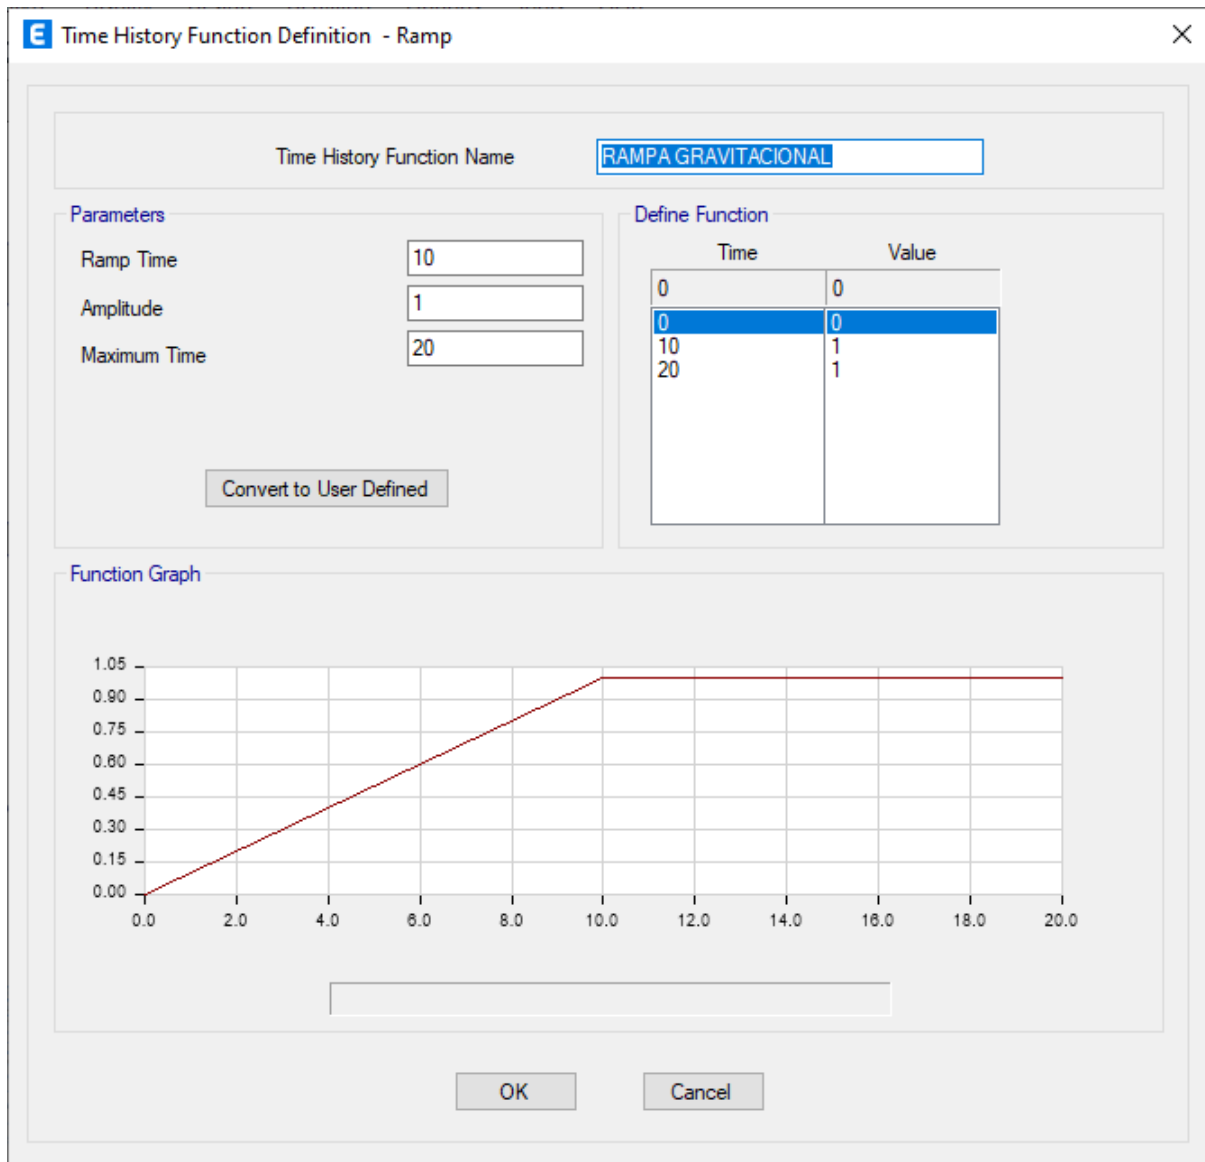 E Time History Function Definition - Ramp
Time History Function Name RAMPA GRAVITACIONAL
Parameters
Ramp Time 10
Amplitude 1
Maximum Time 20
Convert to User Defined
Define Function
Time Value
0 0
0 0
10 1
20 1
Function Graph
1.05
0.90
0.75
0.60
0.45
0.30
0.15
0.00
0.0 2.0 4.0 6.0 8.0 10.0 12.0 14.0 16.0 18.0 20.0
OK Cancel